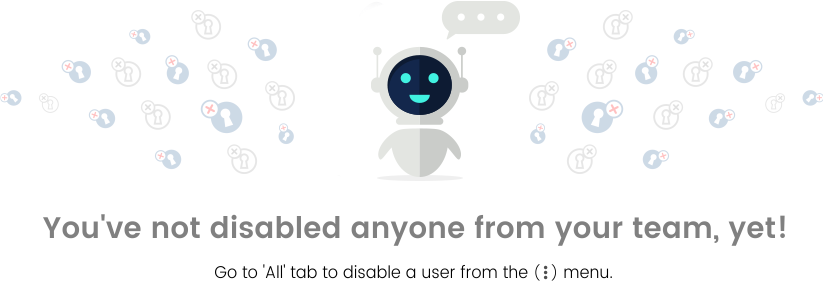 You've not disabled anyone from your team, yet!
Go to 'All' tab to disable a user from the (⋮) menu.